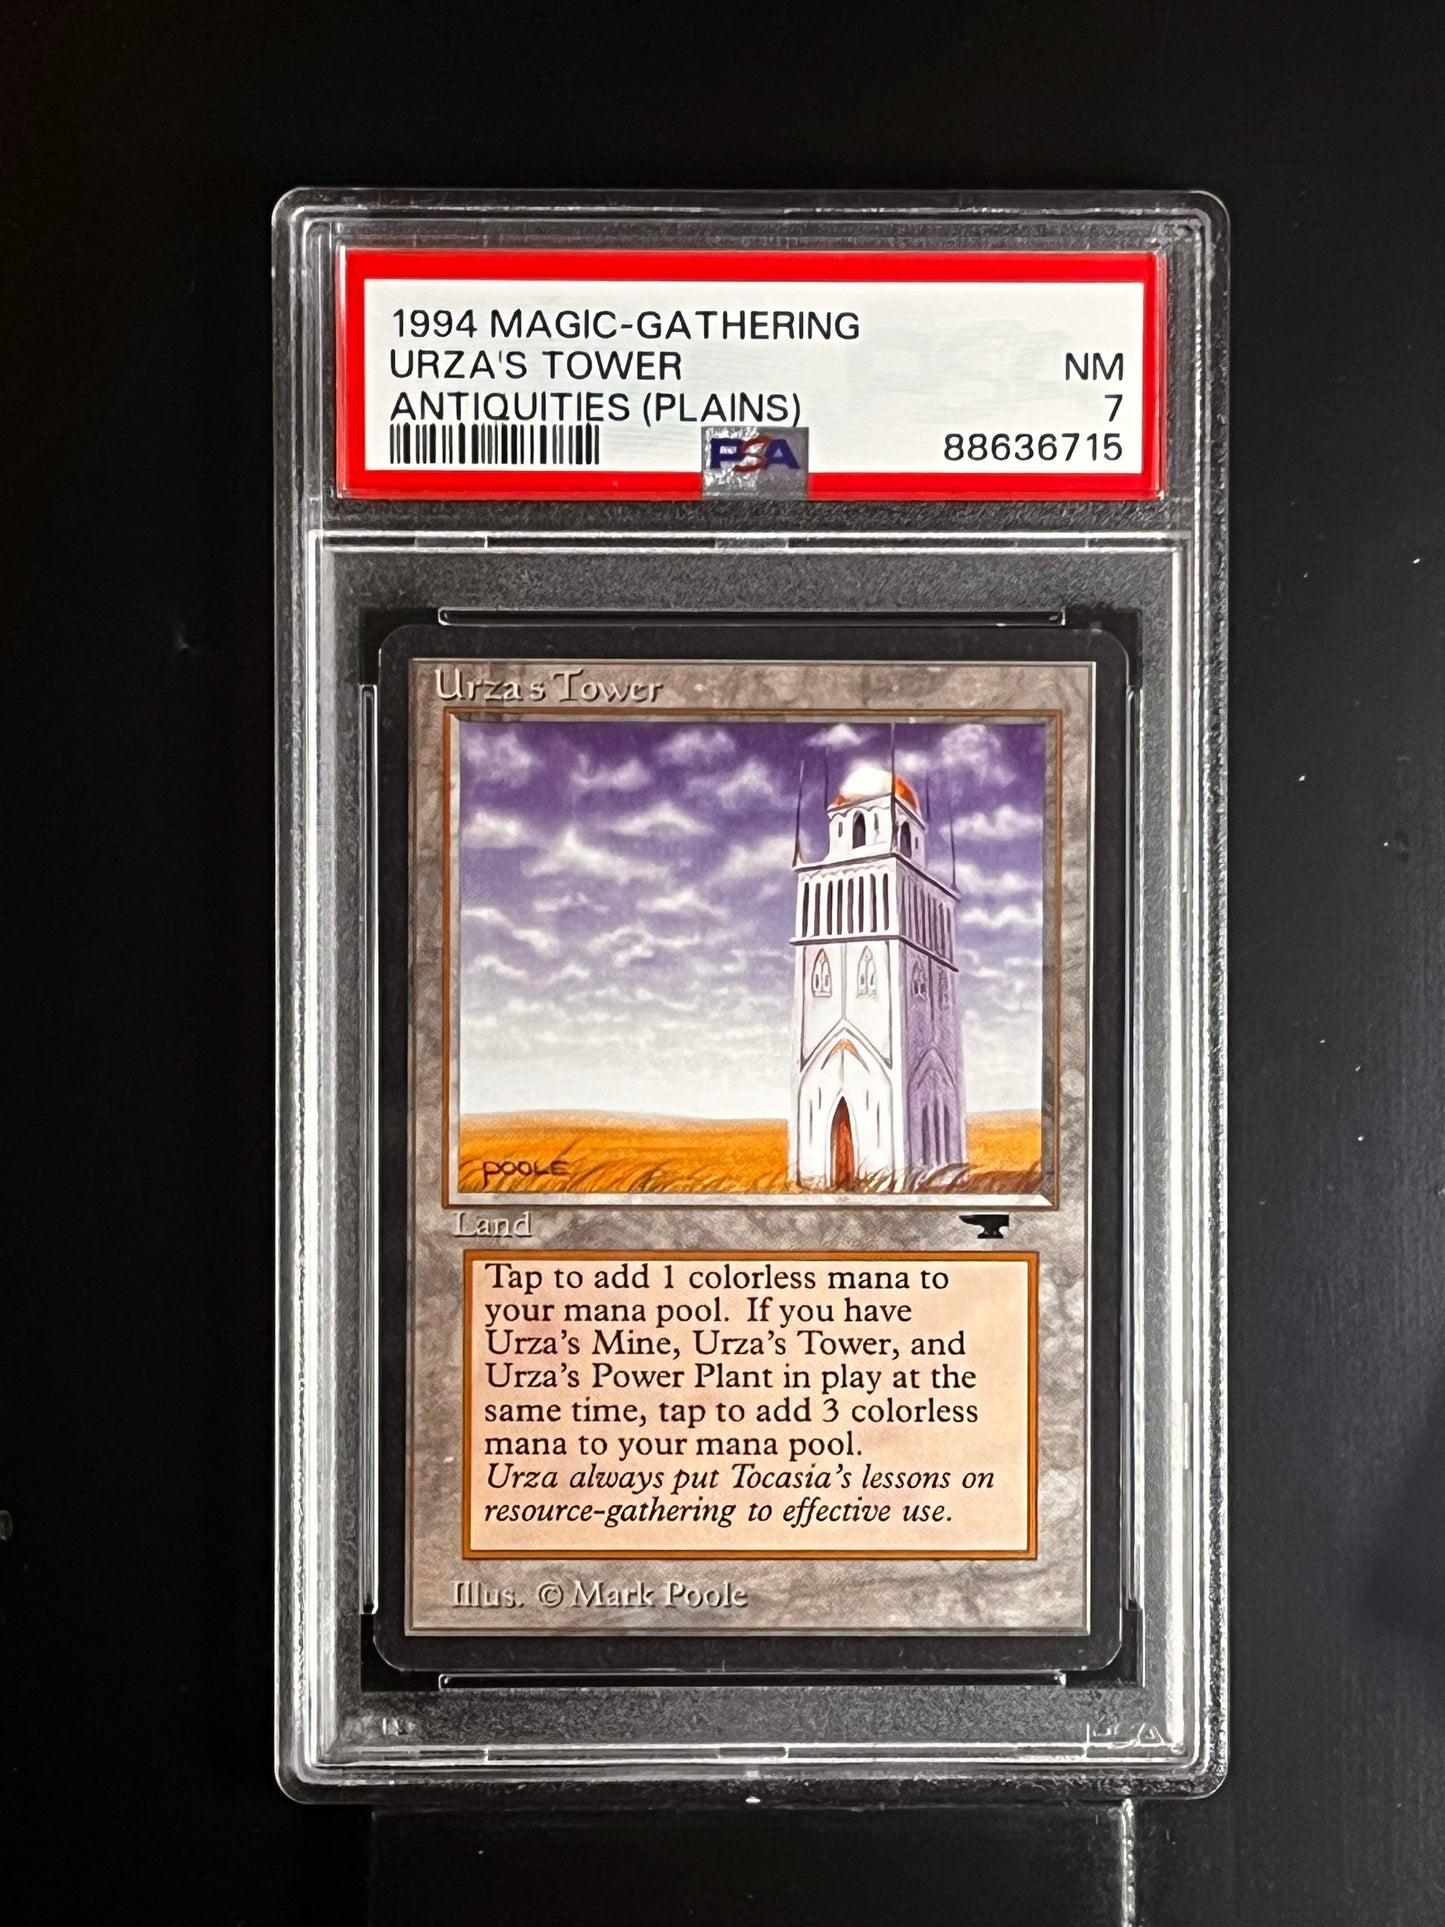 1994 MAGIC-GATHERING
URZA'S TOWER
NM
ANTIQUITIES (PLAINS)
7
PSA
88636715
Urza's Tower
POOLE
Land
Tap to add 1 colorless mana to
your mana pool. If you have
Urza's Mine, Urza's Tower, and
Urza's Power Plant in play at the
same time, tap to add 3 colorless
mana to your mana pool.
Urza always put Tocasia's lessons on
resource-gathering to effective use.
Illus. © Mark Poole
PSA